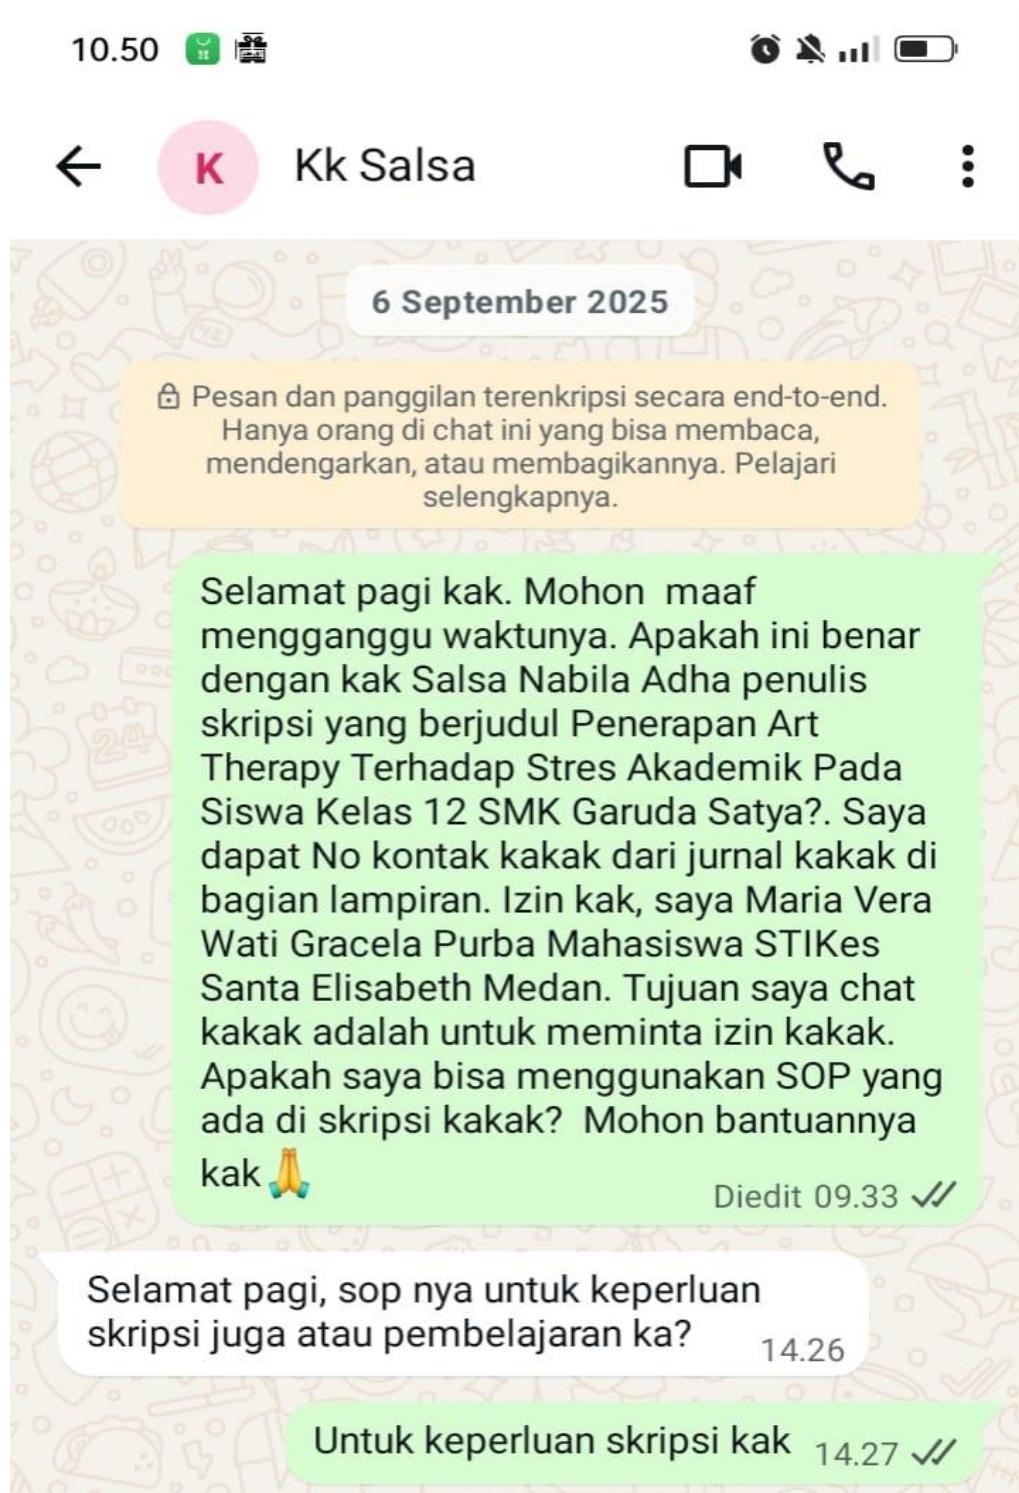 10.50
K
Kk Salsa
6 September 2025
Pesan dan panggilan terenkripsi secara end-to-end.
Hanya orang di chat ini yang bisa membaca,
mendengarkan, atau membagikannya. Pelajari
selengkapnya.
Selamat pagi kak. Mohon  maaf
mengganggu waktunya. Apakah ini benar
dengan kak Salsa Nabila Adha penulis
skripsi yang berjudul Penerapan Art
Therapy Terhadap Stres Akademik Pada
Siswa Kelas 12 SMK Garuda Satya?. Saya
dapat No kontak kakak dari jurnal kakak di
bagian lampiran. Izin kak, saya Maria Vera
Wati Gracela Purba Mahasiswa STIKes
Santa Elisabeth Medan. Tujuan saya chat
kakak adalah untuk meminta izin kakak.
Apakah saya bisa menggunakan SOP yang
ada di skripsi kakak?  Mohon bantuannya
kak🙏
Diedit 09.33
Selamat pagi, sop nya untuk keperluan
skripsi juga atau pembelajaran ka?
14.26
Untuk keperluan skripsi kak 14.27